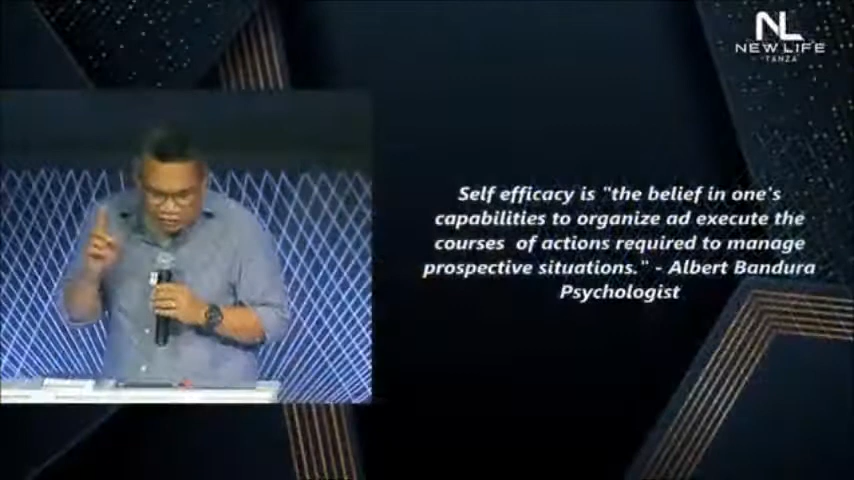 NL
NEW LIFE
TANZA
Self efficacy is "the belief in one's
capabilities to organize ad execute the
courses of actions required to manage
prospective situations." - Albert Bandura
Psychologist